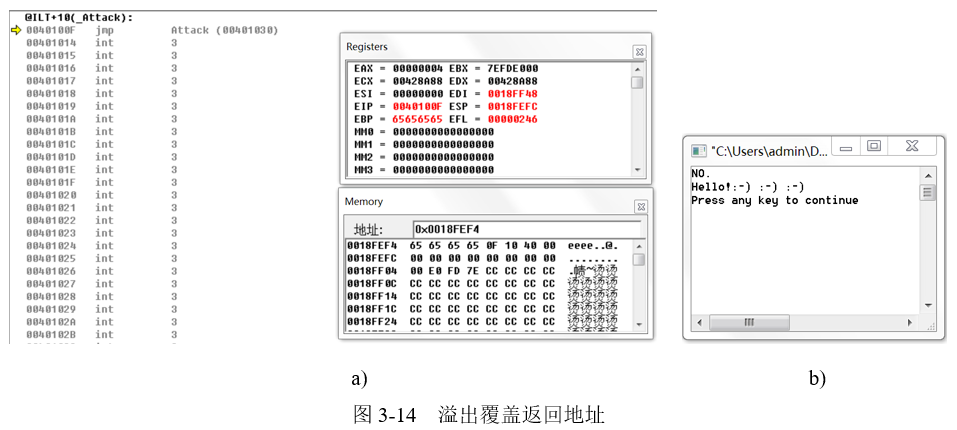 @ILT+10(_Attack):
0040100F jmp Attack (00401030)
00401014 int 3
00401015 int 3
00401016 int 3
00401017 int 3
00401018 int 3
00401019 int 3
0040101A int 3
0040101B int 3
0040101C int 3
0040101D int 3
0040101E int 3
0040101F int 3
00401020 int 3
00401021 int 3
00401022 int 3
00401023 int 3
00401024 int 3
00401025 int 3
00401026 int 3
00401027 int 3
00401028 int 3
00401029 int 3
0040102A int 3
0040102B int 3
Registers
EAX = 00000004 EBX = 7EFDE000
ECX = 00428A88 EDX = 00428A88
ESI = 00000000 EDI = 0018FF48
EIP = 0040100F ESP = 0018FEFC
EBP = 65656565 EFL = 00000246
MM0 = 0000000000000000
MM1 = 0000000000000000
MM2 = 0000000000000000
MM3 = 0000000000000000
Memory
地址: 0x0018FEF4
0018FEF4 65 65 65 65 0F 10 40 00 eeee..@.
0018FEFC 00 00 00 00 00 00 00 00 ........
0018FF04 00 E0 FD 7E CC CC CC CC ~烫烫
0018FF0C CC CC CC CC CC CC CC CC 烫烫烫烫
0018FF14 CC CC CC CC CC CC CC CC 烫烫烫烫
0018FF1C CC CC CC CC CC CC CC CC 烫烫烫烫
0018FF24 CC CC CC CC CC CC CC CC 烫烫烫烫
"C:\Users\admin\D...
NO.
Hello!:-) :-) :-)
Press any key to continue
a)
b)
图 3-14 溢出覆盖返回地址